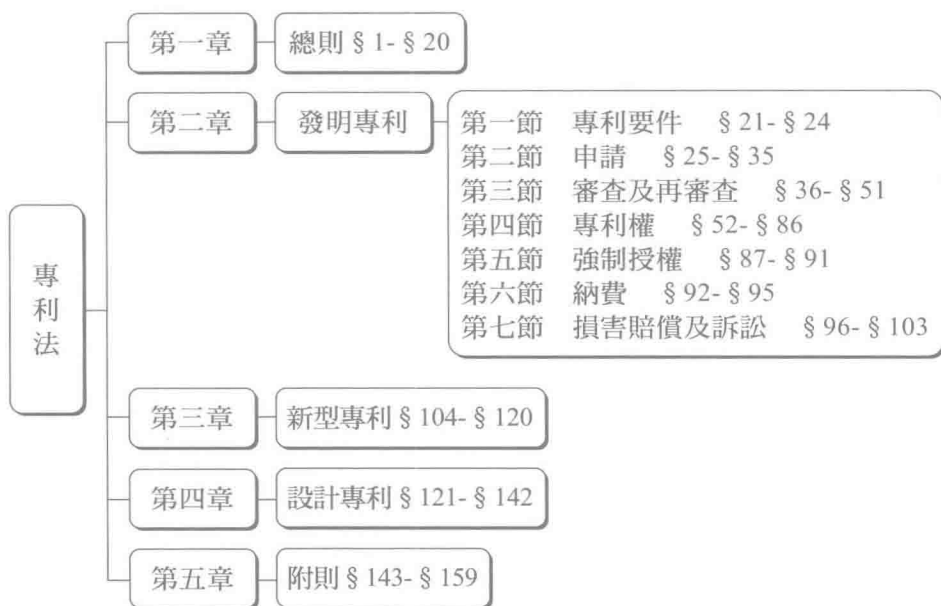 專利法
第一章 總則 § 1- § 20
第二章 發明專利
第一節 專利要件 § 21- § 24
第二節 申請 § 25- § 35
第三節 審查及再審查 § 36- § 51
第四節 專利權 § 52- § 86
第五節 強制授權 § 87- § 91
第六節 納費 § 92- § 95
第七節 損害賠償及訴訟 § 96- § 103
第三章 新型專利 § 104- § 120
第四章 設計專利 § 121- § 142
第五章 附則 § 143- § 159